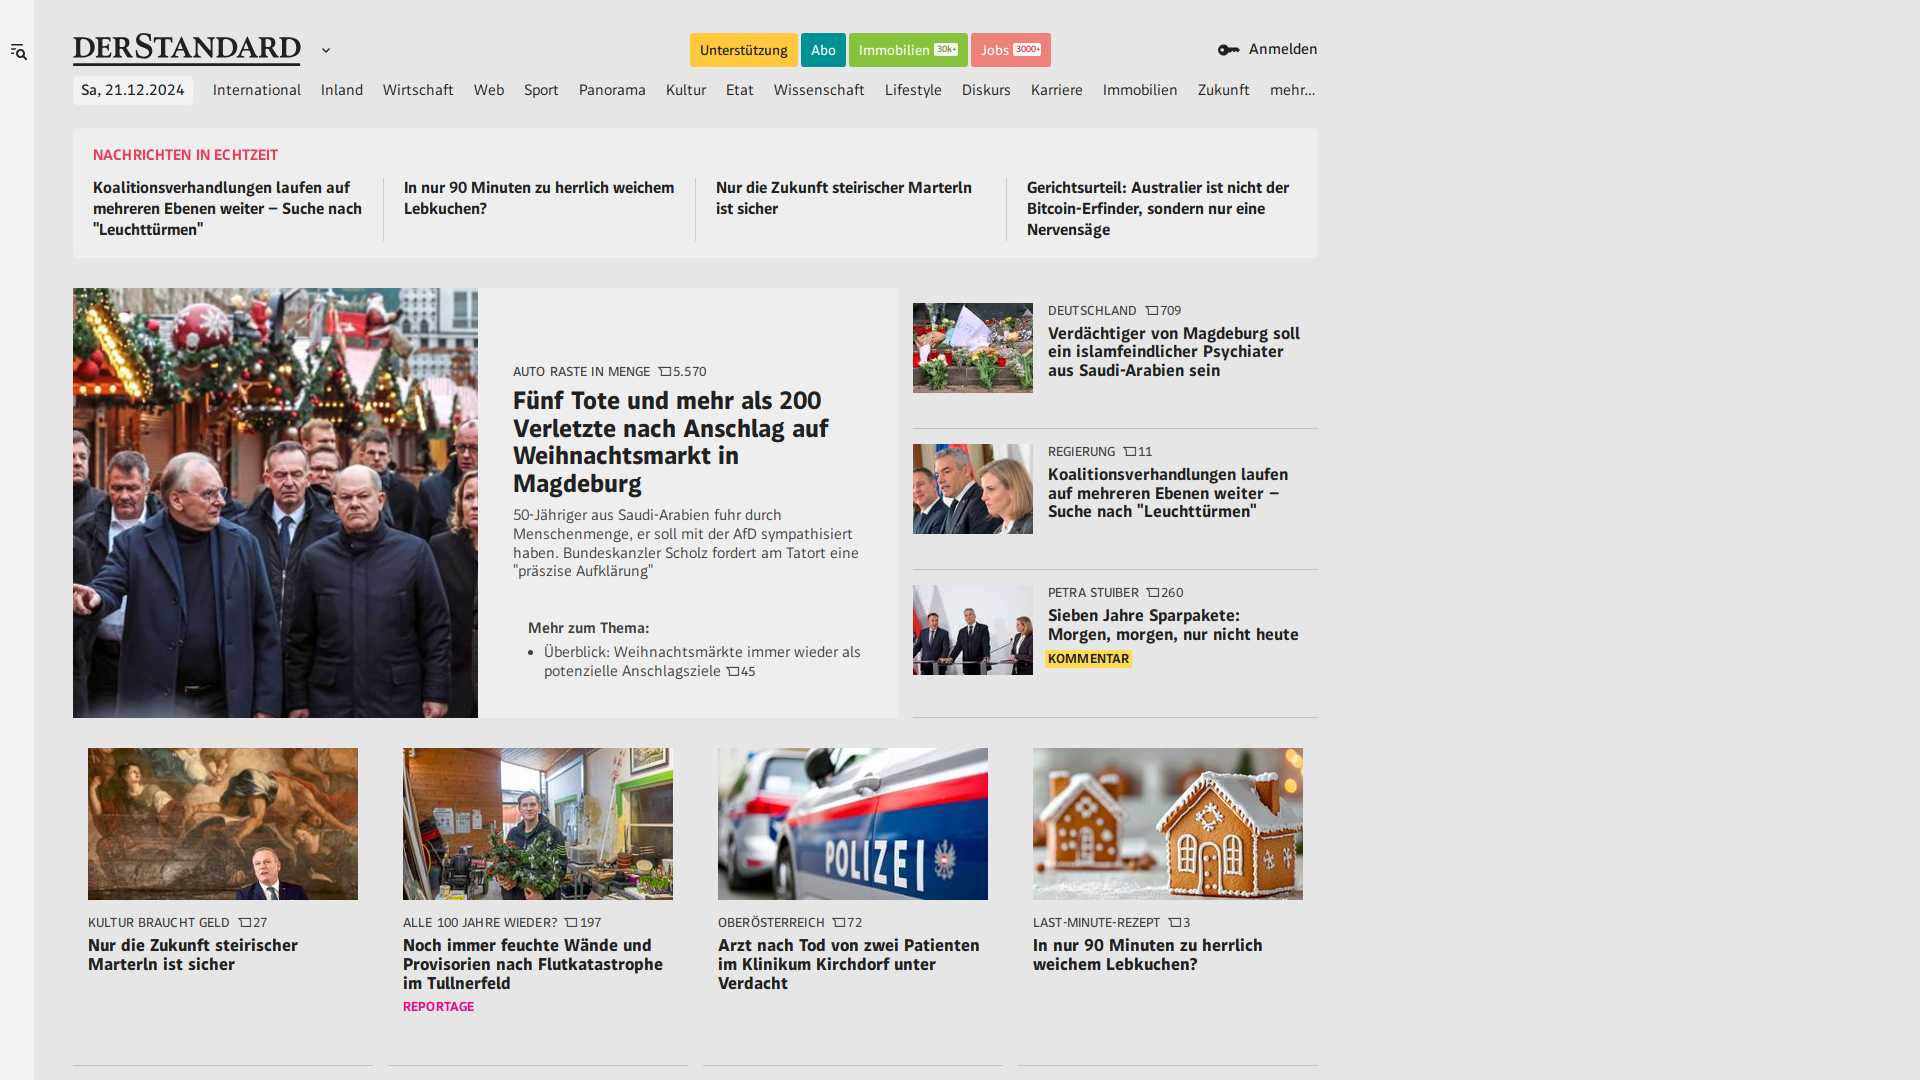 DERSTANDARD
Unterstützung
Abo
Immobilien 30k+
Jobs 3000+
Anmelden
Sa, 21.12.2024
International
Inland
Wirtschaft
Web
Sport
Panorama
Kultur
Etat
Wissenschaft
Lifestyle
Diskurs
Karriere
Immobilien
Zukunft
mehr...
NACHRICHTEN IN ECHTZEIT
Koalitionsverhandlungen laufen auf
mehreren Ebenen weiter – Suche nach
"Leuchttürmen"
In nur 90 Minuten zu herrlich weichem
Lebkuchen?
Nur die Zukunft steirischer Marterln
ist sicher
Gerichtsurteil: Australier ist nicht der
Bitcoin-Erfinder, sondern nur eine
Nervensäge
AUTO RASTE IN MENGE 5.570
Fünf Tote und mehr als 200
Verletzte nach Anschlag auf
Weihnachtsmarkt in
Magdeburg
50-Jähriger aus Saudi-Arabien fuhr durch
Menschenmenge, er soll mit der AfD sympathisiert
haben. Bundeskanzler Scholz fordert am Tatort eine
"präszise Aufklärung"
Mehr zum Thema:
• Überblick: Weihnachtsmärkte immer wieder als
potenzielle Anschlagsziele 45
DEUTSCHLAND 709
Verdächtiger von Magdeburg soll
ein islamfeindlicher Psychiater
aus Saudi-Arabien sein
REGIERUNG 11
Koalitionsverhandlungen laufen
auf mehreren Ebenen weiter –
Suche nach "Leuchttürmen"
PETRA STUIBER 260
Sieben Jahre Sparpakete:
Morgen, morgen, nur nicht heute
KOMMENTAR
KULTUR BRAUCHT GELD 27
Nur die Zukunft steirischer
Marterln ist sicher
ALLE 100 JAHRE WIEDER? 197
Noch immer feuchte Wände und
Provisorien nach Flutkatastrophe
im Tullnerfeld
REPORTAGE
POLIZEI
OBERÖSTERREICH 72
Arzt nach Tod von zwei Patienten
im Klinikum Kirchdorf unter
Verdacht
LAST-MINUTE-REZEPT 3
In nur 90 Minuten zu herrlich
weichem Lebkuchen?